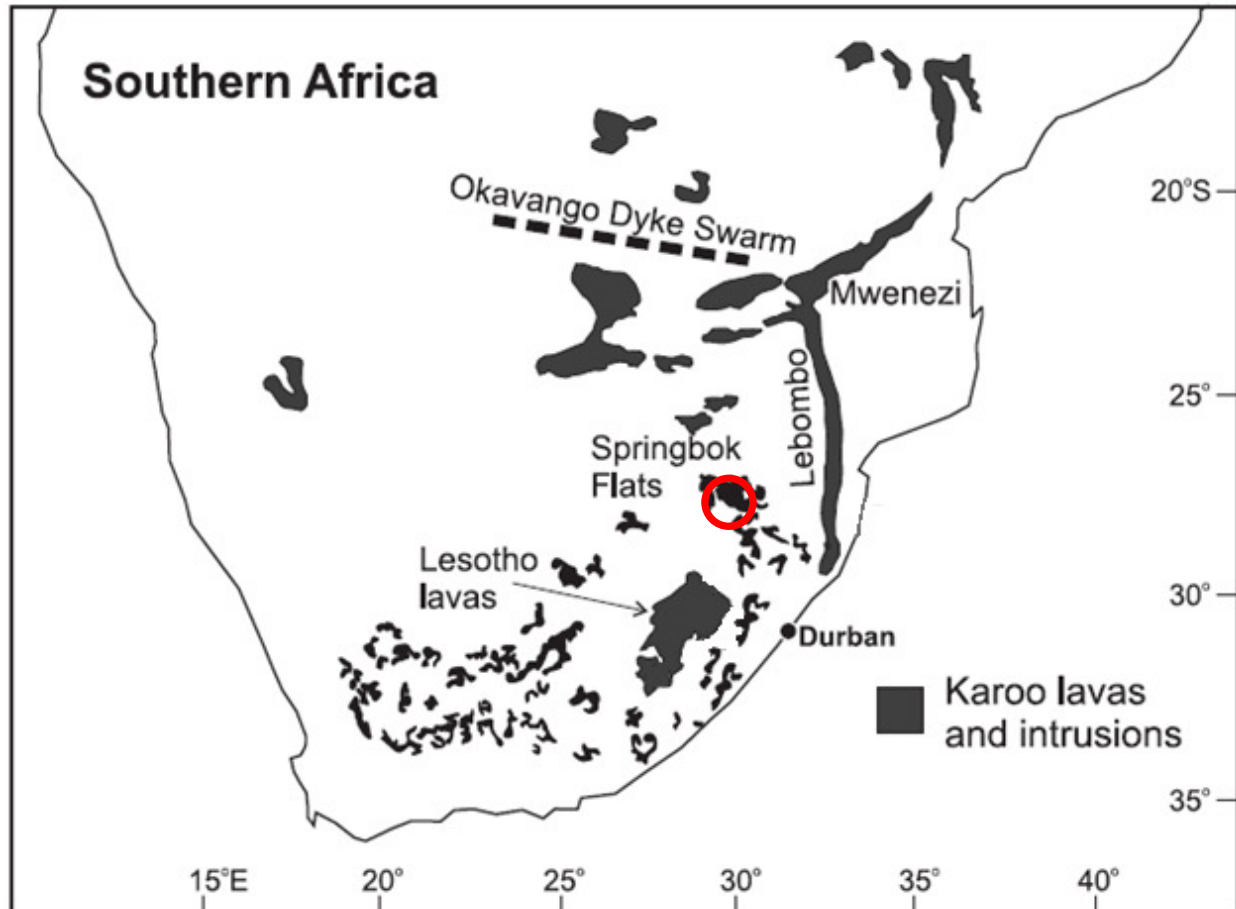 Southern Africa
Okavango Dyke Swarm
20°S
Mwenezi
Lebombo
25°
Springbok
Flats
Lesotho
lavas
30°
Durban
Karoo lavas
and intrusions
35°
15°E
20°
25°
30°
35°
40°